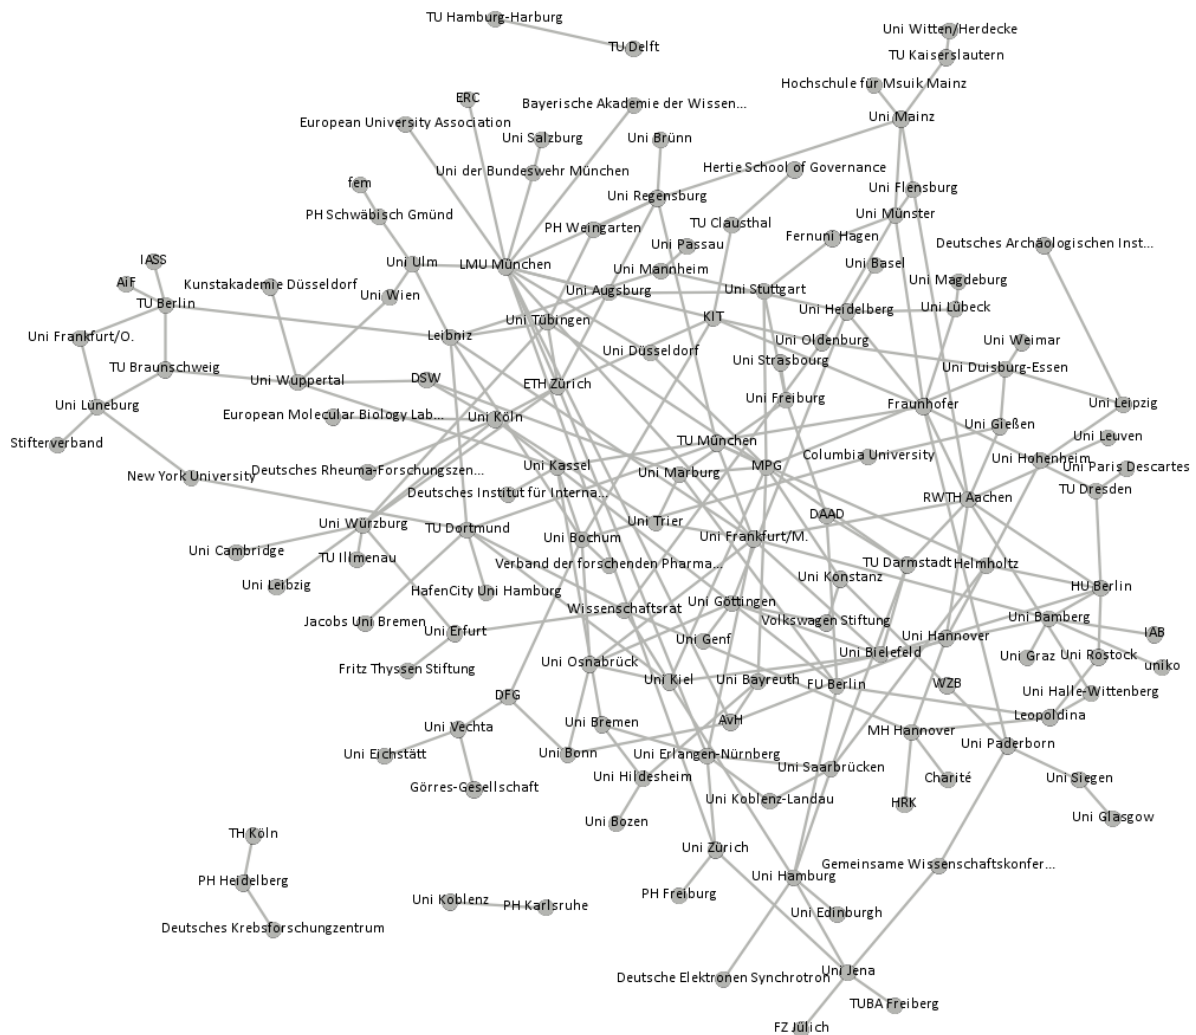 TU Hamburg-Harburg
Uni Witten/Herdecke
TU Delft
TU Kaiserslautern
Hochschule für Msuik Mainz
ERC
Bayerische Akademie der Wissen...
Uni Mainz
European University Association
Uni Salzburg
Uni Brünn
Hertie School of Governance
Uni der Bundeswehr München
fem
Uni Flensburg
Uni Regensburg
PH Schwäbisch Gmünd
Uni Münster
TU Clausthal
PH Weingarten
Fernuni Hagen
Deutsches Archäologischen Inst...
Uni Passau
IASS
Uni Ulm
LMU München
Uni Basel
Uni Mannheim
AiF
Kunstakademie Düsseldorf
Uni Magdeburg
Uni Augsburg
Uni Stuttgart
Uni Wien
TU Berlin
Uni Heidelberg
Uni Lübeck
KIT
Uni Tübingen
Uni Frankfurt/O.
Leibniz
Uni Oldenburg
Uni Weimar
Uni Düsseldorf
Uni Strasbourg
TU Braunschweig
Uni Duisburg-Essen
Uni Wuppertal
DSW
ETH Zürich
Uni Freiburg
Fraunhofer
Uni Lüneburg
Uni Leipzig
European Molecular Biology Lab...
Uni Köln
Uni Gießen
Stifterverband
TU München
Uni Leuven
Columbia University
Uni Hohenheim
New York University
Deutsches Rheuma-Forschungszen...
Uni Kassel
Uni Marburg
MPG
Uni Paris Descartes
TU Dresden
Deutsches Institut für Interna...
RWTH Aachen
DAAD
Uni Würzburg
TU Dortmund
Uni Trier
Uni Bochum
Uni Frankfurt/M.
Uni Cambridge
TU Illmenau
Verband der forschenden Pharma...
TU Darmstadt
Helmholtz
Uni Leibzig
HafenCity Uni Hamburg
Uni Konstanz
HU Berlin
Jacobs Uni Bremen
Wissenschaftsrat
Uni Göttingen
Volkswagen Stiftung
Uni Bamberg
Uni Erfurt
Uni Genf
Uni Hannover
IAB
Fritz Thyssen Stiftung
Uni Osnabrück
Uni Bielefeld
Uni Graz
Uni Rostock
uniko
Uni Kiel
Uni Bayreuth
FU Berlin
WZB
Uni Halle-Wittenberg
DFG
Uni Vechta
Uni Bremen
AvH
MH Hannover
Leopoldina
Uni Eichstätt
Uni Bonn
Uni Erlangen-Nürnberg
Uni Paderborn
Görres-Gesellschaft
Uni Hildesheim
Uni Saarbrücken
Charité
Uni Siegen
Uni Koblenz-Landau
HRK
Uni Bozen
Uni Glasgow
TH Köln
Uni Zürich
Gemeinsame Wissenschaftskonfer...
PH Heidelberg
Uni Hamburg
PH Freiburg
Uni Koblenz
PH Karlsruhe
Uni Edinburgh
Deutsches Krebsforschungzentrum
Deutsche Elektronen Synchrotron
Uni Jena
TUBA Freiberg
FZ Jülich